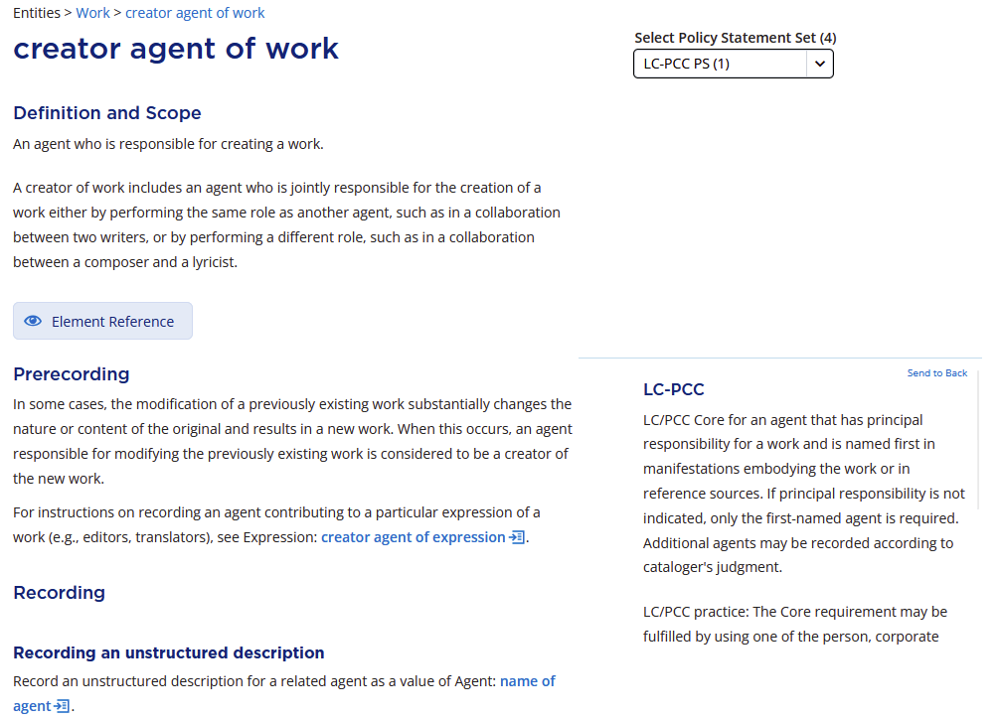 Entities > Work > creator agent of work
creator agent of work
Select Policy Statement Set (4)
LC-PCC PS (1)
Definition and Scope
An agent who is responsible for creating a work.
A creator of work includes an agent who is jointly responsible for the creation of a
work either by performing the same role as another agent, such as in a collaboration
between two writers, or by performing a different role, such as in a collaboration
between a composer and a lyricist.
Element Reference
Prerecording
In some cases, the modification of a previously existing work substantially changes the
nature or content of the original and results in a new work. When this occurs, an agent
responsible for modifying the previously existing work is considered to be a creator of
the new work.
For instructions on recording an agent contributing to a particular expression of a
work (e.g., editors, translators), see Expression: creator agent of expression.
Recording
Recording an unstructured description
Record an unstructured description for a related agent as a value of Agent: name of
agent.
Send to Back
LC-PCC
LC/PCC Core for an agent that has principal
responsibility for a work and is named first in
manifestations embodying the work or in
reference sources. If principal responsibility is not
indicated, only the first-named agent is required.
Additional agents may be recorded according to
cataloger's judgment.
LC/PCC practice: The Core requirement may be
fulfilled by using one of the person, corporate